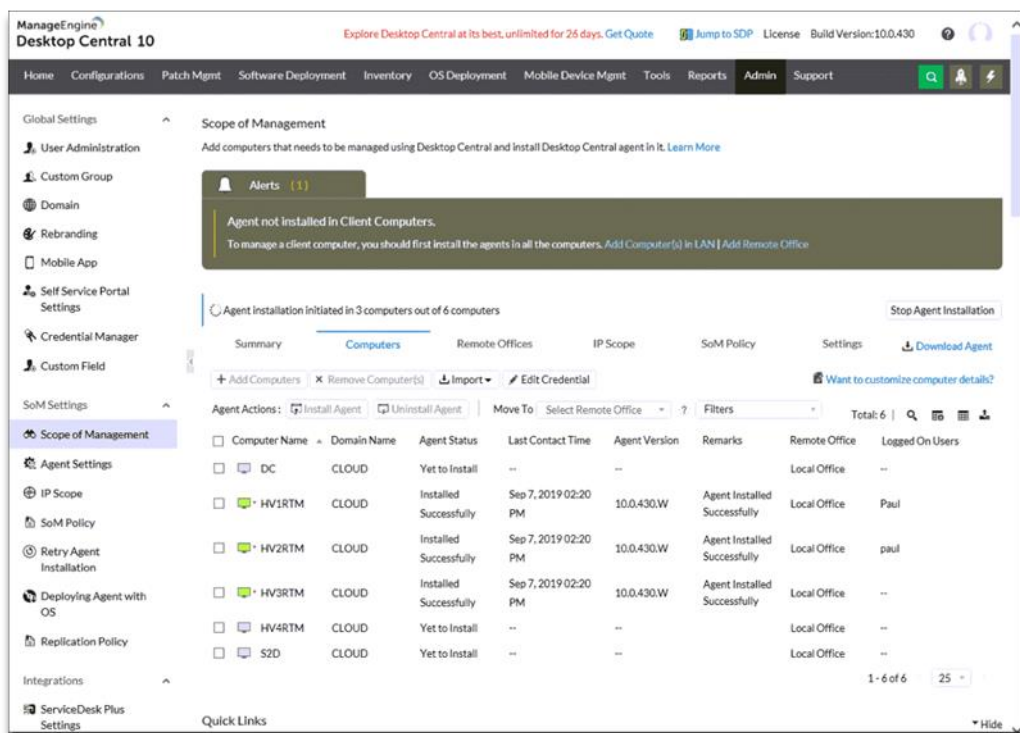 ManageEngine
Desktop Central 10
Explore Desktop Central at its best, unlimited for 26 days. Get Quote
Jump to SDP
License
Build Version:10.0.430
Home
Configurations
Patch Mgmt
Software Deployment
Inventory
OS Deployment
Mobile Device Mgmt
Tools
Reports
Admin
Support
Global Settings
User Administration
Custom Group
Domain
Rebranding
Mobile App
Self Service Portal
Settings
Credential Manager
Custom Field
SoM Settings
Scope of Management
Agent Settings
IP Scope
SoM Policy
Retry Agent
Installation
Deploying Agent with
OS
Replication Policy
Integrations
ServiceDesk Plus
Settings
Scope of Management
Add computers that needs to be managed using Desktop Central and install Desktop Central agent in it. Learn More
Alerts (1)
Agent not installed in Client Computers.
To manage a client computer, you should first install the agents in all the computers. Add Computer(s) in LAN | Add Remote Office
Agent installation initiated in 3 computers out of 6 computers
Stop Agent Installation
Summary
Computers
Remote Offices
IP Scope
SoM Policy
Settings
Download Agent
+ Add Computers
× Remove Computer(s)
Import
Edit Credential
Want to customize computer details?
Agent Actions :
Install Agent
Uninstall Agent
Move To
Select Remote Office
?
Filters
Total: 6 |
Computer Name Domain Name Agent Status Last Contact Time Agent Version Remarks Remote Office Logged On Users
DC CLOUD Yet to Install -- -- Local Office --
HV1RTM CLOUD Installed Successfully Sep 7, 2019 02:20 PM 10.0.430.W Agent Installed Successfully Local Office Paul
HV2RTM CLOUD Installed Successfully Sep 7, 2019 02:20 PM 10.0.430.W Agent Installed Successfully Local Office paul
HV3RTM CLOUD Installed Successfully Sep 7, 2019 02:20 PM 10.0.430.W Agent Installed Successfully Local Office --
HV4RTM CLOUD Yet to Install -- -- Local Office --
S2D CLOUD Yet to Install -- -- Local Office --
1 - 6 of 6
25
Quick Links
Hide